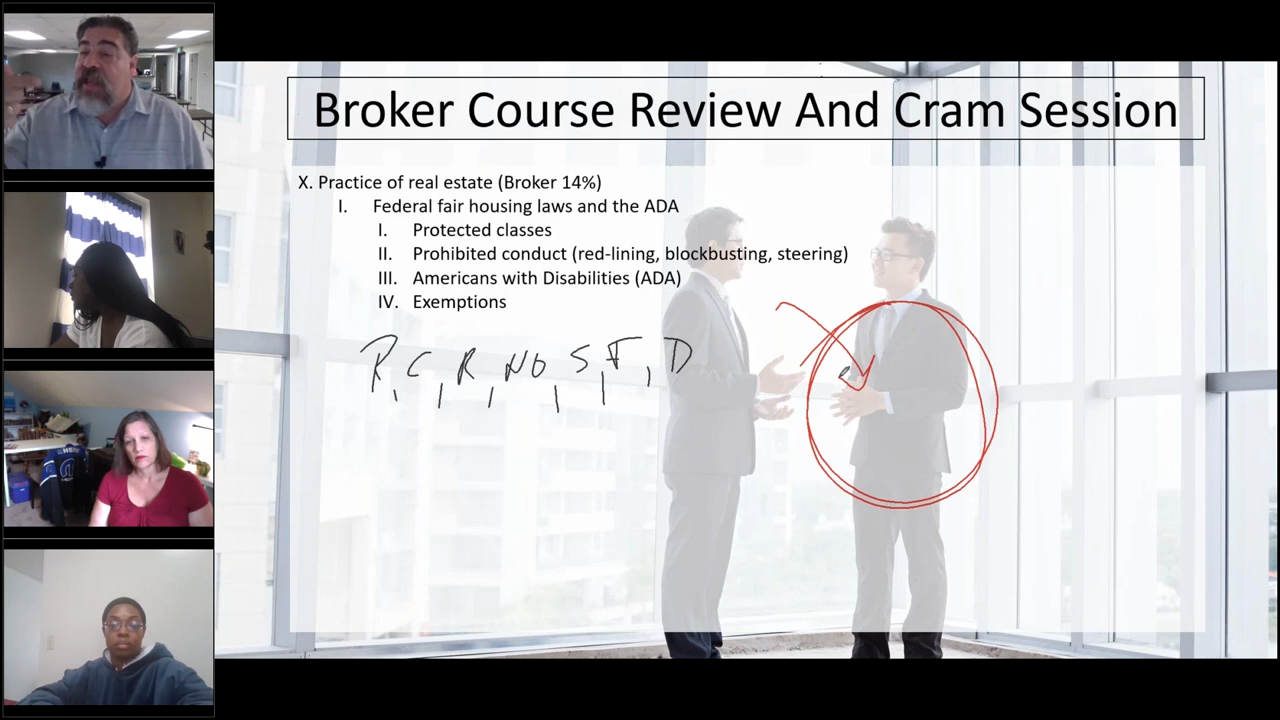 Broker Course Review And Cram Session
X. Practice of real estate (Broker 14%)
I. Federal fair housing laws and the ADA
I. Protected classes
II. Prohibited conduct (red-lining, blockbusting, steering)
III. Americans with Disabilities (ADA)
IV. Exemptions
R, C, R, NO, S, F, D